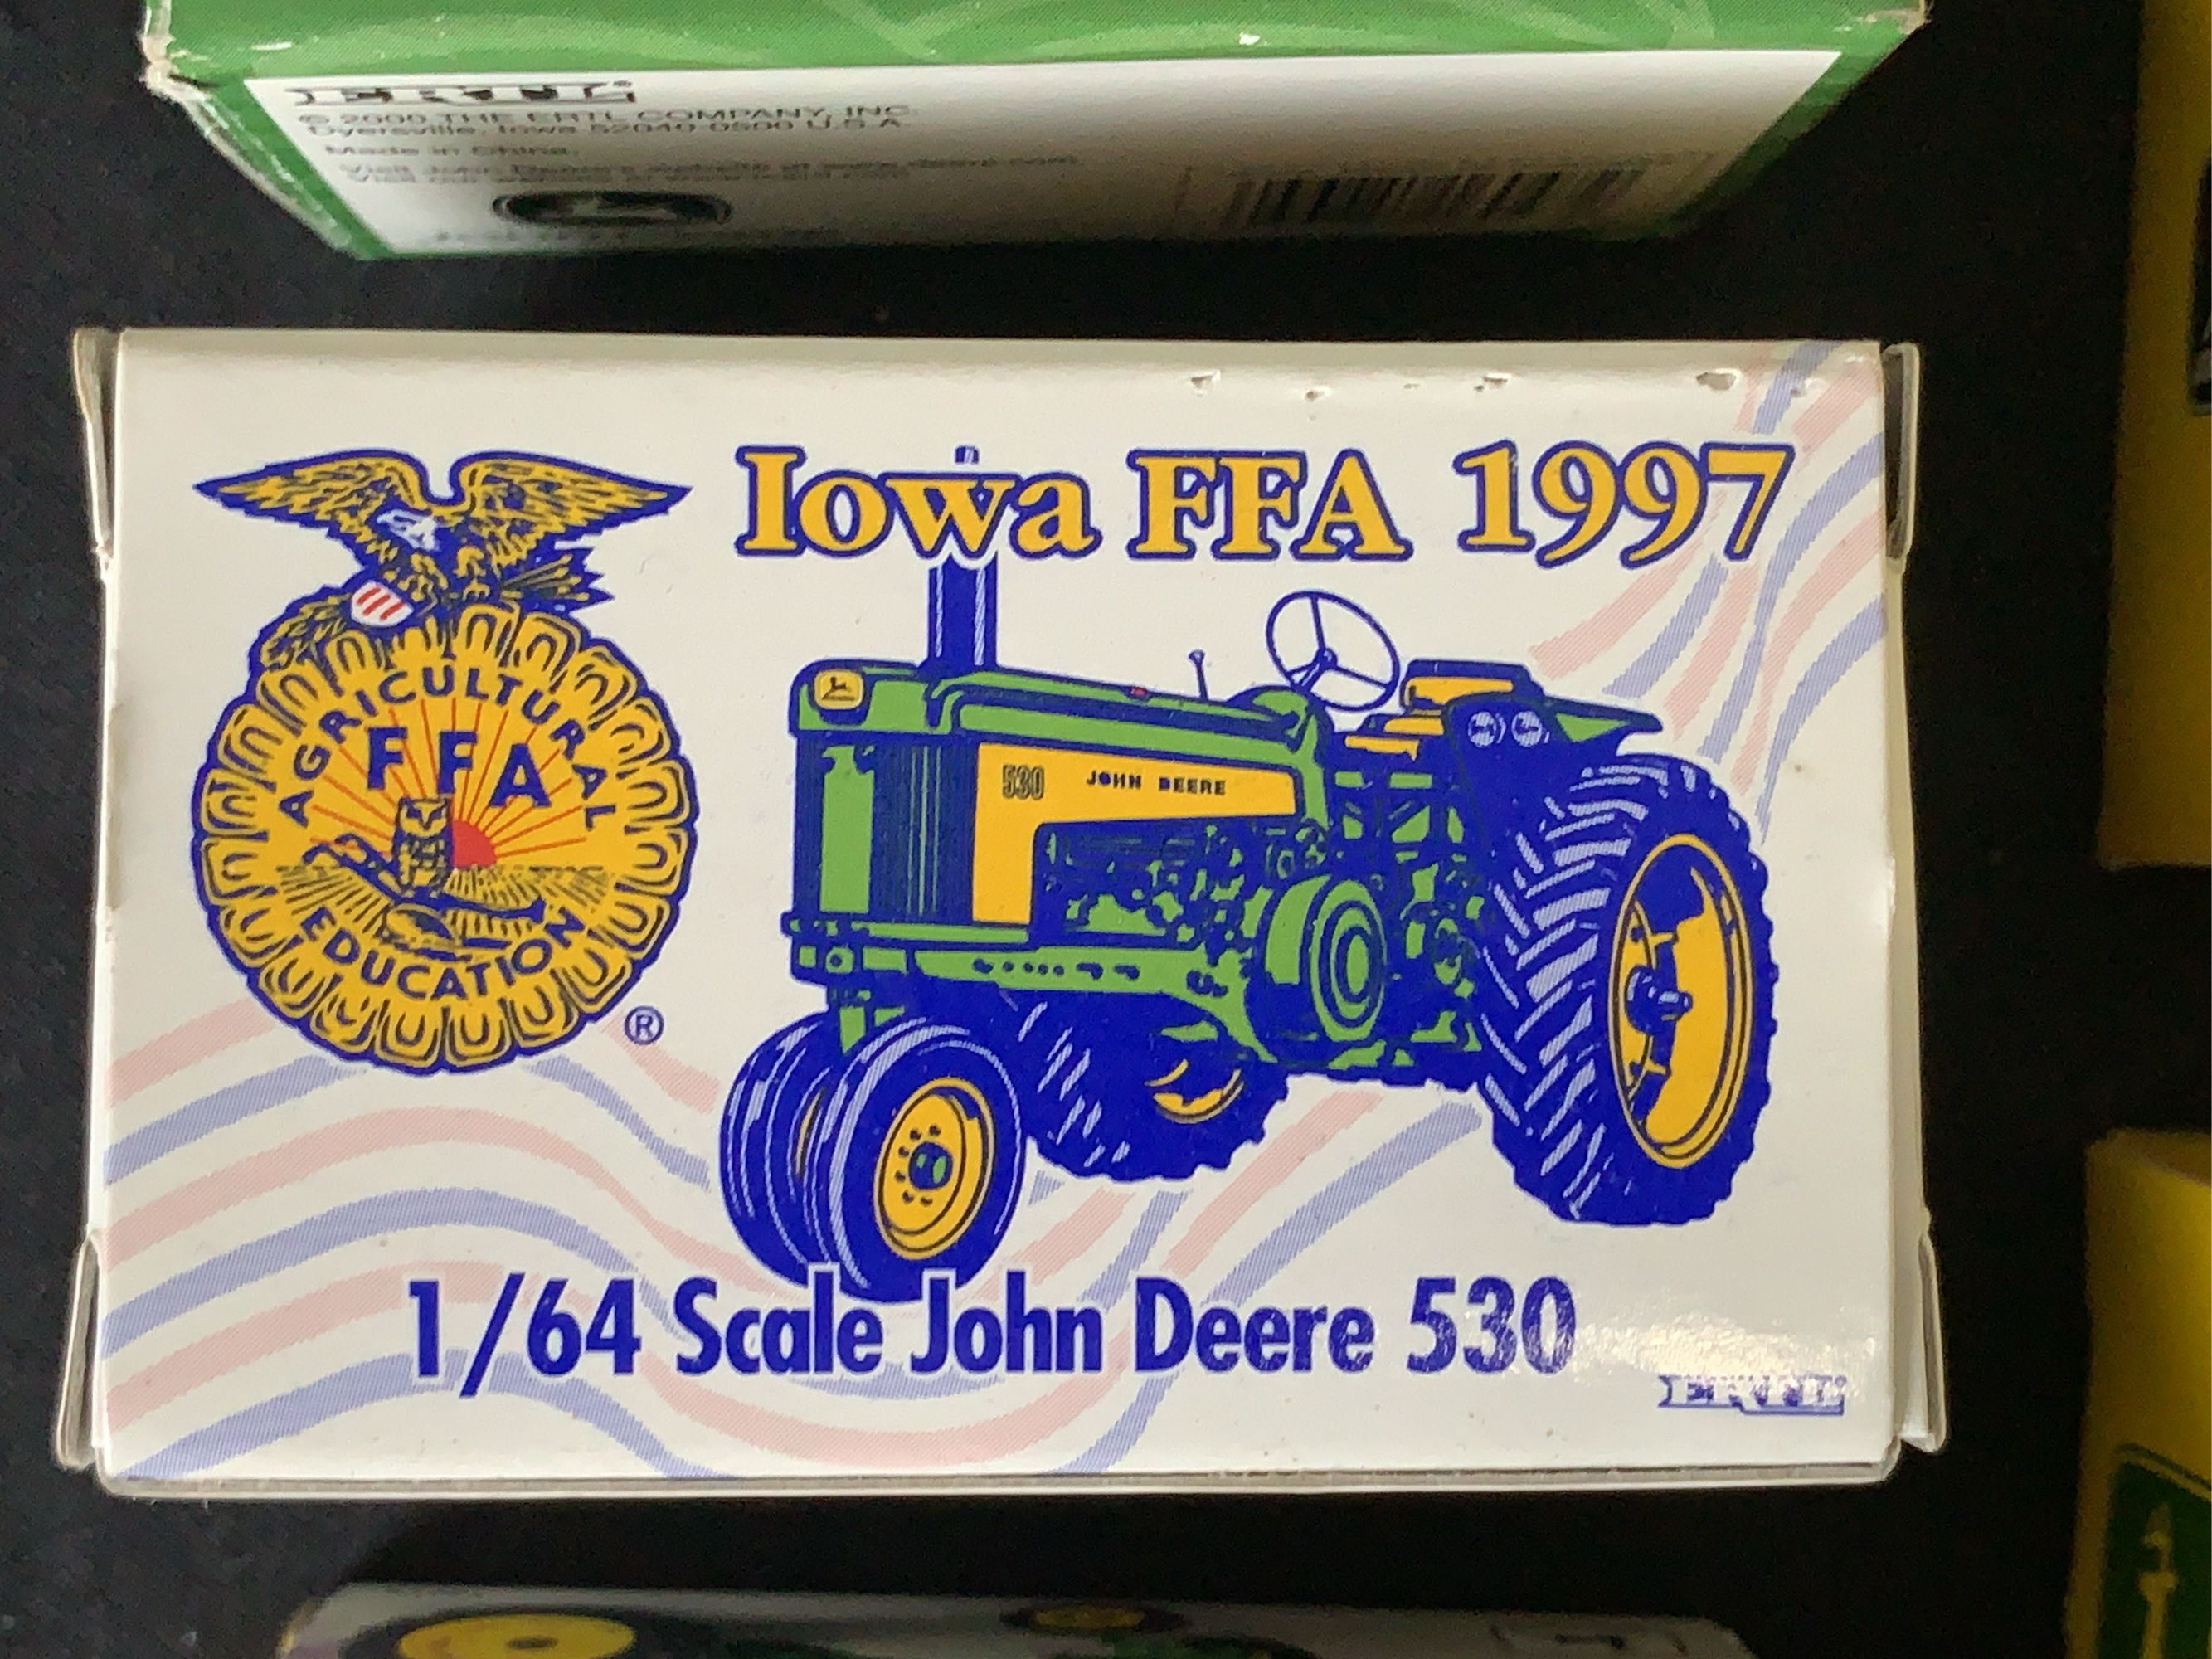 ERTL
© 2000 THE ERTL COMPANY, INC.
Dyersville, Iowa 52040-0500 U.S.A.
Made in China.
Iowa FFA 1997
AGRICULTURAL
FFA
EDUCATION
®
530 JOHN DEERE
1/64 Scale John Deere 530
ERTL